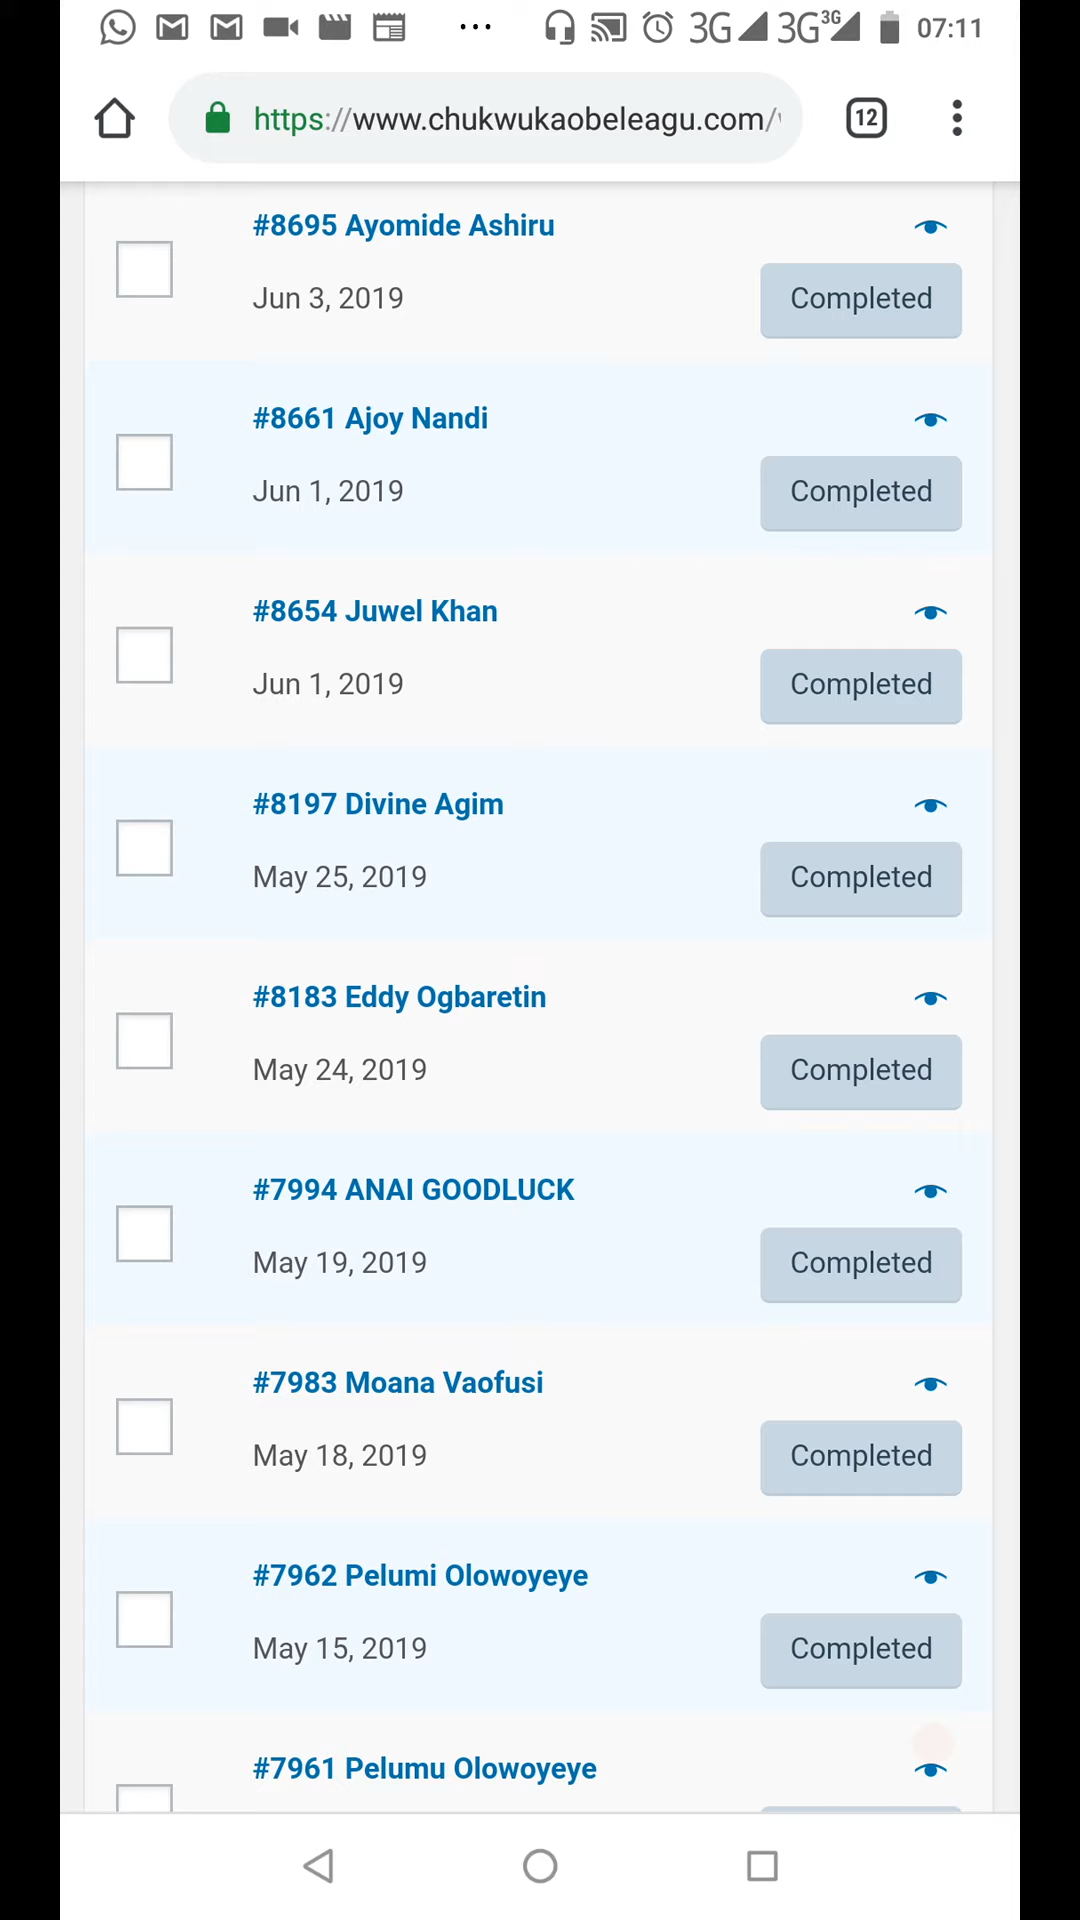 3G 3G 3G 07:11
https://www.chukwukaobeleagu.com/
12
#8695 Ayomide Ashiru
Jun 3, 2019
Completed
#8661 Ajoy Nandi
Jun 1, 2019
Completed
#8654 Juwel Khan
Jun 1, 2019
Completed
#8197 Divine Agim
May 25, 2019
Completed
#8183 Eddy Ogbaretin
May 24, 2019
Completed
#7994 ANAI GOODLUCK
May 19, 2019
Completed
#7983 Moana Vaofusi
May 18, 2019
Completed
#7962 Pelumi Olowoyeye
May 15, 2019
Completed
#7961 Pelumu Olowoyeye